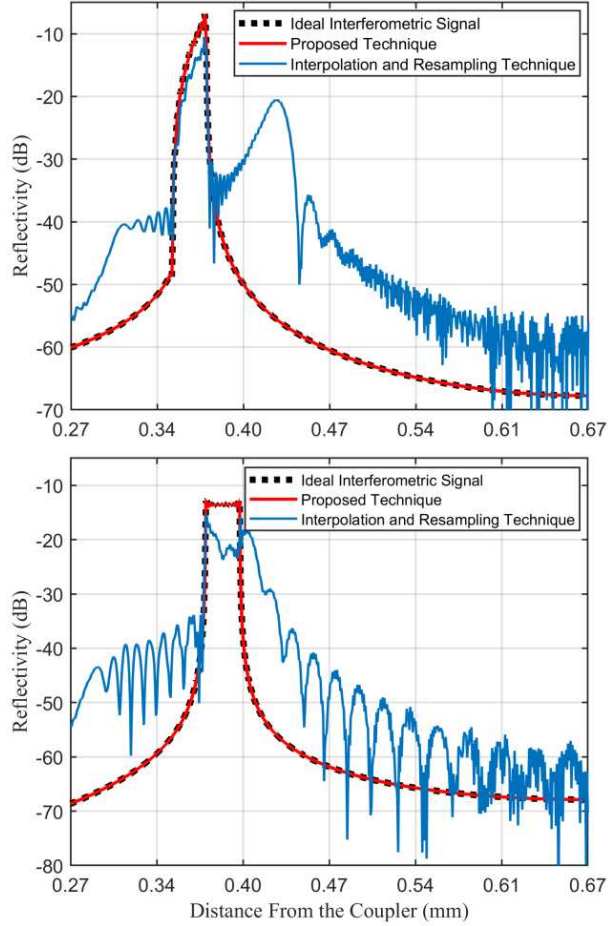 -5
Ideal Interferometric Signal
Proposed Technique
Interpolation and Resampling Technique
-10
-20
-30
-40
-50
-60
-70
Reflectivity (dB)
0.27 0.34 0.40 0.47 0.54 0.61 0.67
Ideal Interferometric Signal
Proposed Technique
Interpolation and Resampling Technique
-10
-20
-30
-40
-50
-60
-70
-80
Reflectivity (dB)
0.27 0.34 0.40 0.47 0.54 0.61 0.67
Distance From the Coupler (mm)